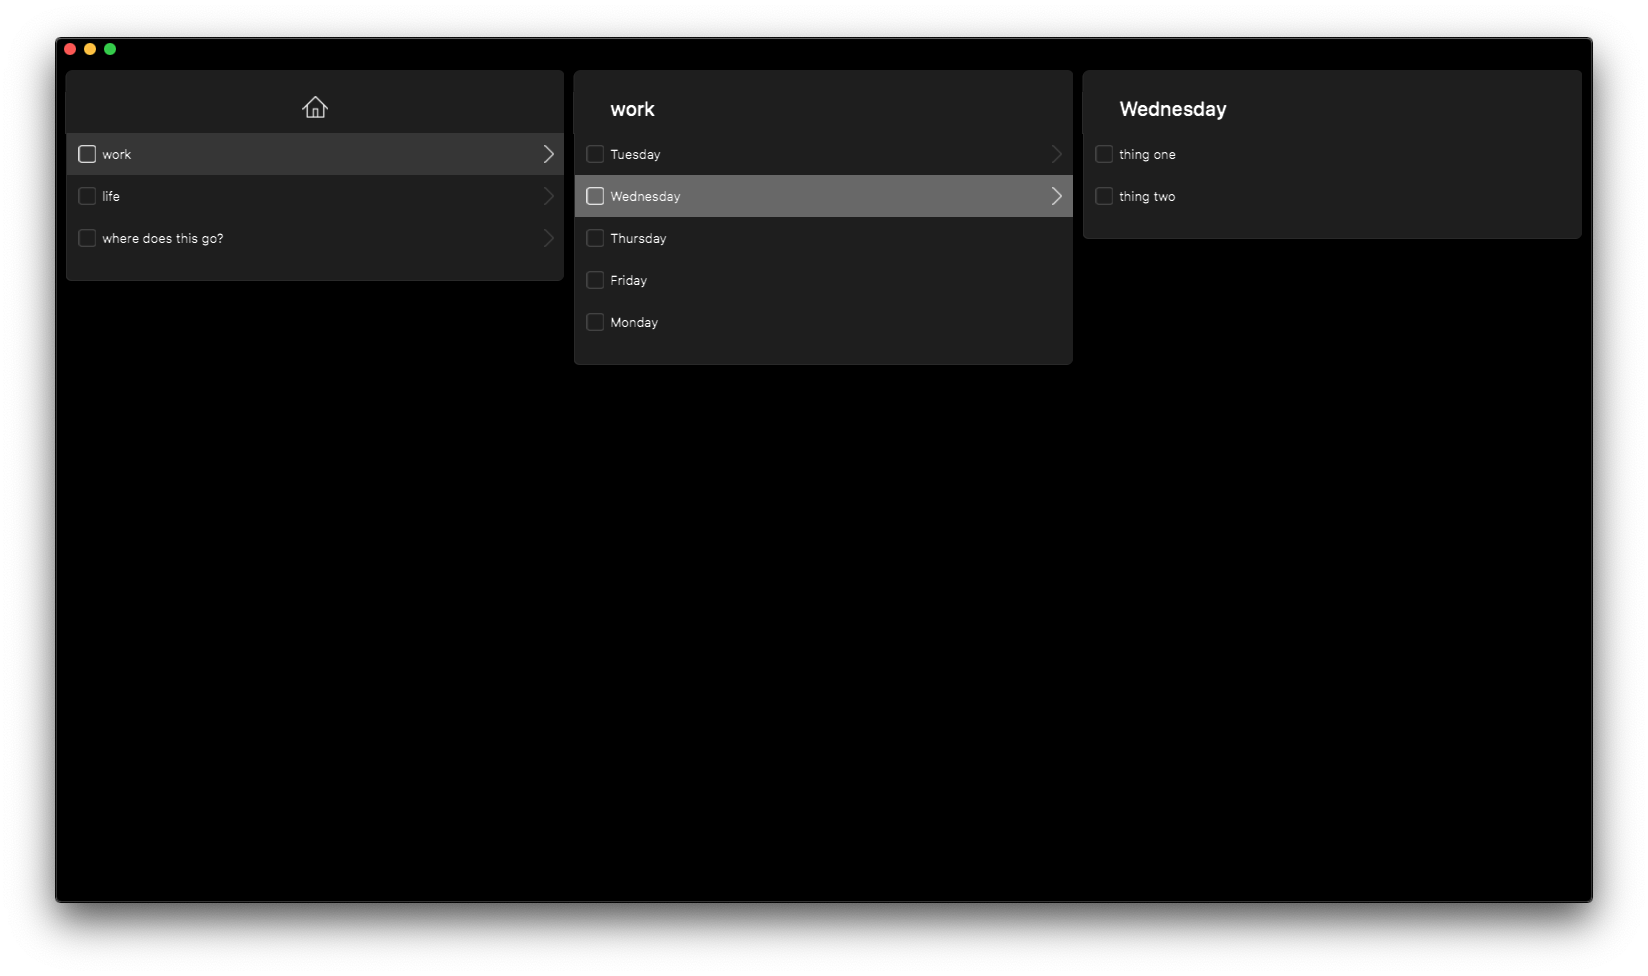 work
life
where does this go?
work
Tuesday
Wednesday
Thursday
Friday
Monday
Wednesday
thing one
thing two